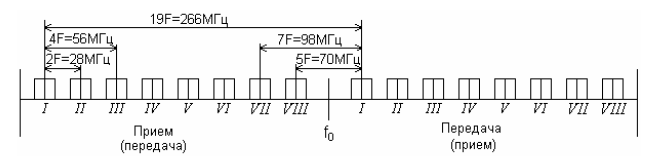 19F=266МГц
4F=56МГц
7F=98МГц
2F=28МГц
5F=70МГц
I II III IV V VI VII VIII I II III IV V VI VII VIII
Прием
(передача)
f₀
Передача
(прием)